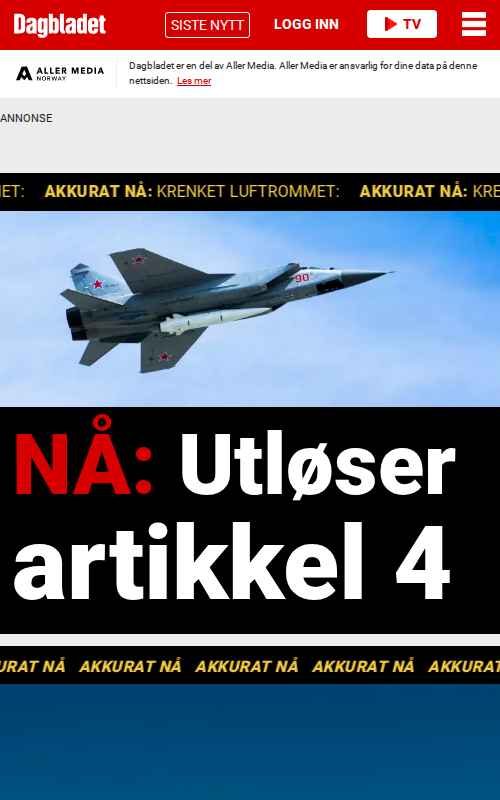 Dagbladet SISTE NYTT LOGG INN TV
ALLER MEDIA
NORWAY
Dagbladet er en del av Aller Media. Aller Media er ansvarlig for dine data på denne
nettsiden. Les mer
ANNONSE
ET: AKKURAT NÅ: KRENKET LUFTROMMET: AKKURAT NÅ: KRE
90
NÅ: Utløser
artikkel 4
URAT NÅ AKKURAT NÅ AKKURAT NÅ AKKURAT NÅ AKKURAT